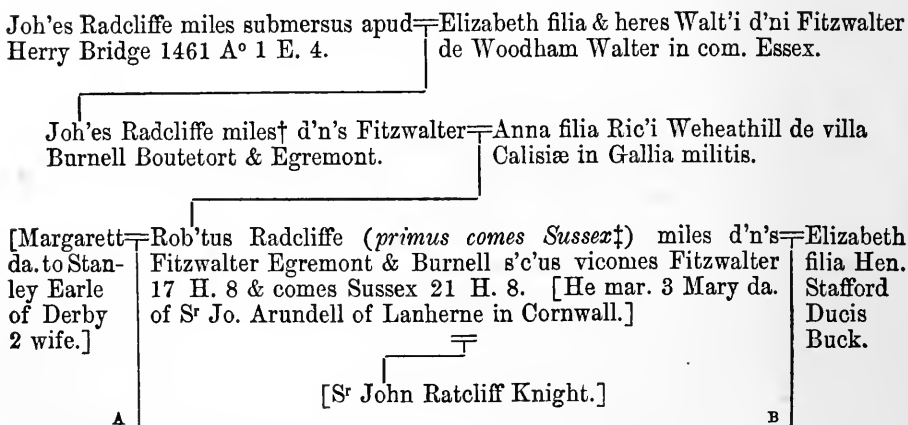 Joh'es Radcliffe miles submersus apud Elizabeth filia & heres Walt'i d'ni Fitzwalter
Herry Bridge 1461 Aº 1 E. 4. de Woodham Walter in com. Essex.
Joh'es Radcliffe miles† d'n's Fitzwalter Anna filia Ric'i Weheathill de villa
Burnell Boutetort & Egremont. Calisiæ in Gallia militis.
[Margarett Rob'tus Radcliffe (primus comes Sussex‡) miles d'n's Elizabeth
da. to Stan- Fitzwalter Egremont & Burnell s'c'us vicomes Fitzwalter filia Hen.
ley Earle 17 H. 8 & comes Sussex 21 H. 8. [He mar. 3 Mary da. Stafford
of Derby of Sʳ Jo. Arundell of Lanherne in Cornwall.] Ducis
2 wife.] Buck.
[Sʳ John Ratcliff Knight.]
A B